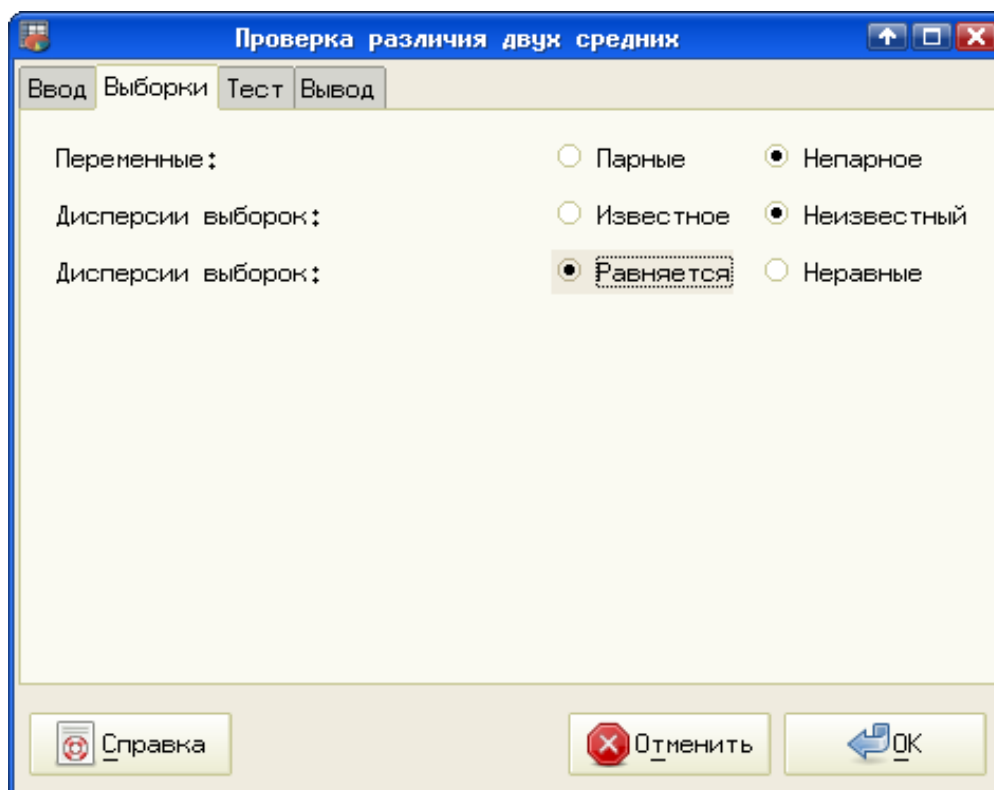 Проверка различия двух средних
Ввод Выборки Тест Вывод
Переменные: Парные Непарное
Дисперсии выборок: Известное Неизвестный
Дисперсии выборок: Равняется Неравные
Справка Отменить OK